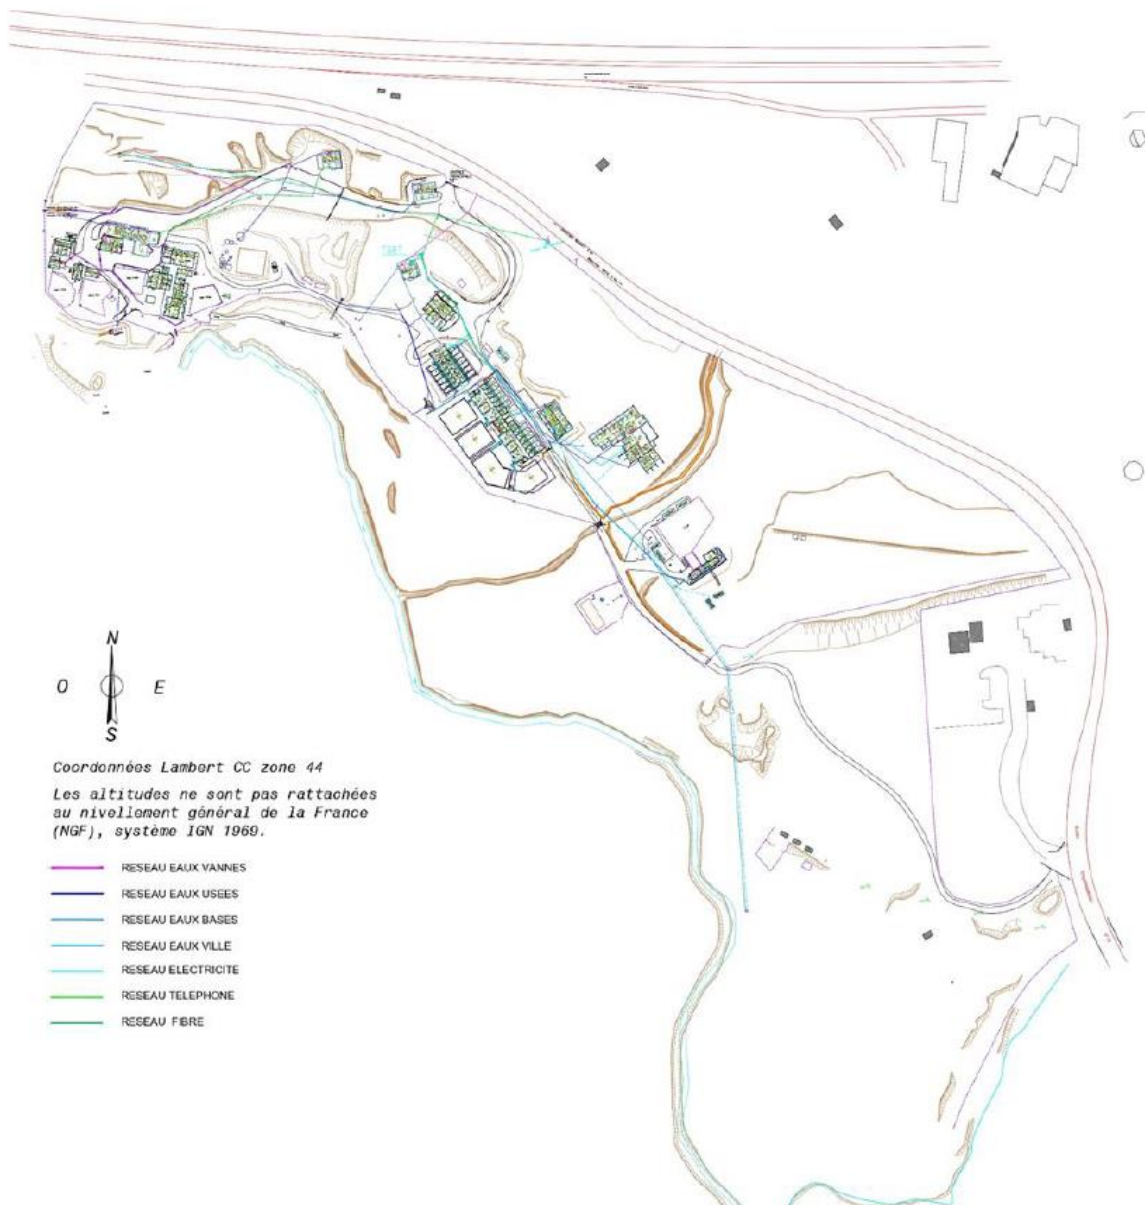 N
O E
S
Coordonnées Lambert CC zone 44
Les altitudes ne sont pas rattachées
au nivellement général de la France
(NGF), système IGN 1969.
RESEAU EAUX VANNES
RESEAU EAUX USEES
RESEAU EAUX BASES
RESEAU EAUX VILLE
RESEAU ELECTRICITE
RESEAU TELEPHONE
RESEAU FIBRE